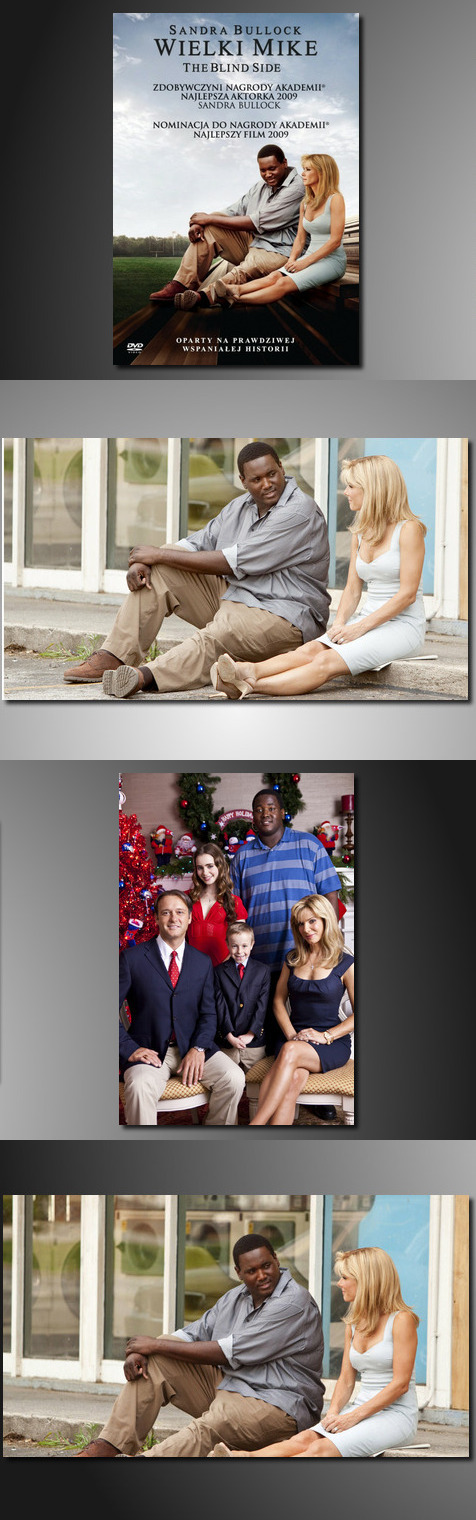 SANDRA BULLOCK
WIELKI MIKE
THE BLIND SIDE
ZDOBYWCZYNI NAGRODY AKADEMII®
NAJLEPSZA AKTORKA 2009
SANDRA BULLOCK
NOMINACJA DO NAGRODY AKADEMII®
NAJLEPSZY FILM 2009
OPARTY NA PRAWDZIWEJ
WSPANIAŁEJ HISTORII
DVD
VIDEO
HAPPY HOLIDAYS